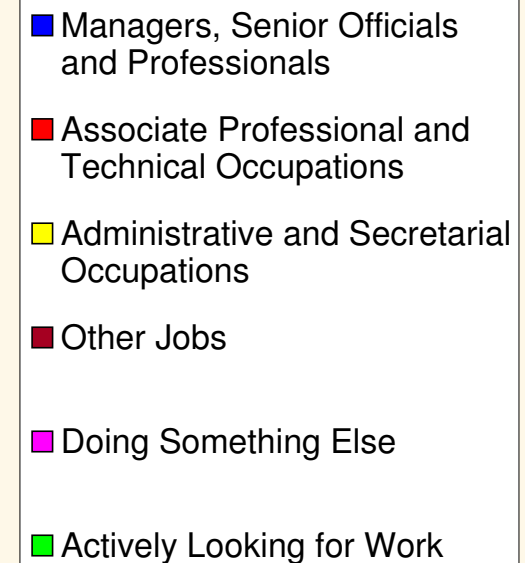 Managers, Senior Officials
and Professionals
Associate Professional and
Technical Occupations
Administrative and Secretarial
Occupations
Other Jobs
Doing Something Else
Actively Looking for Work